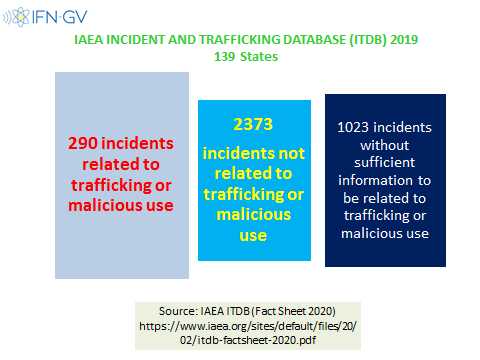 IFN-GV
IAEA INCIDENT AND TRAFFICKING DATABASE (ITDB) 2019
139 States
290 incidents
related to
trafficking or
malicious use
2373
incidents not
related to
trafficking or
malicious
use
1023 incidents
without
sufficient
information to
be related to
trafficking or
malicious use
Source: IAEA ITDB (Fact Sheet 2020)
https://www.iaea.org/sites/default/files/20/
02/itdb-factsheet-2020.pdf